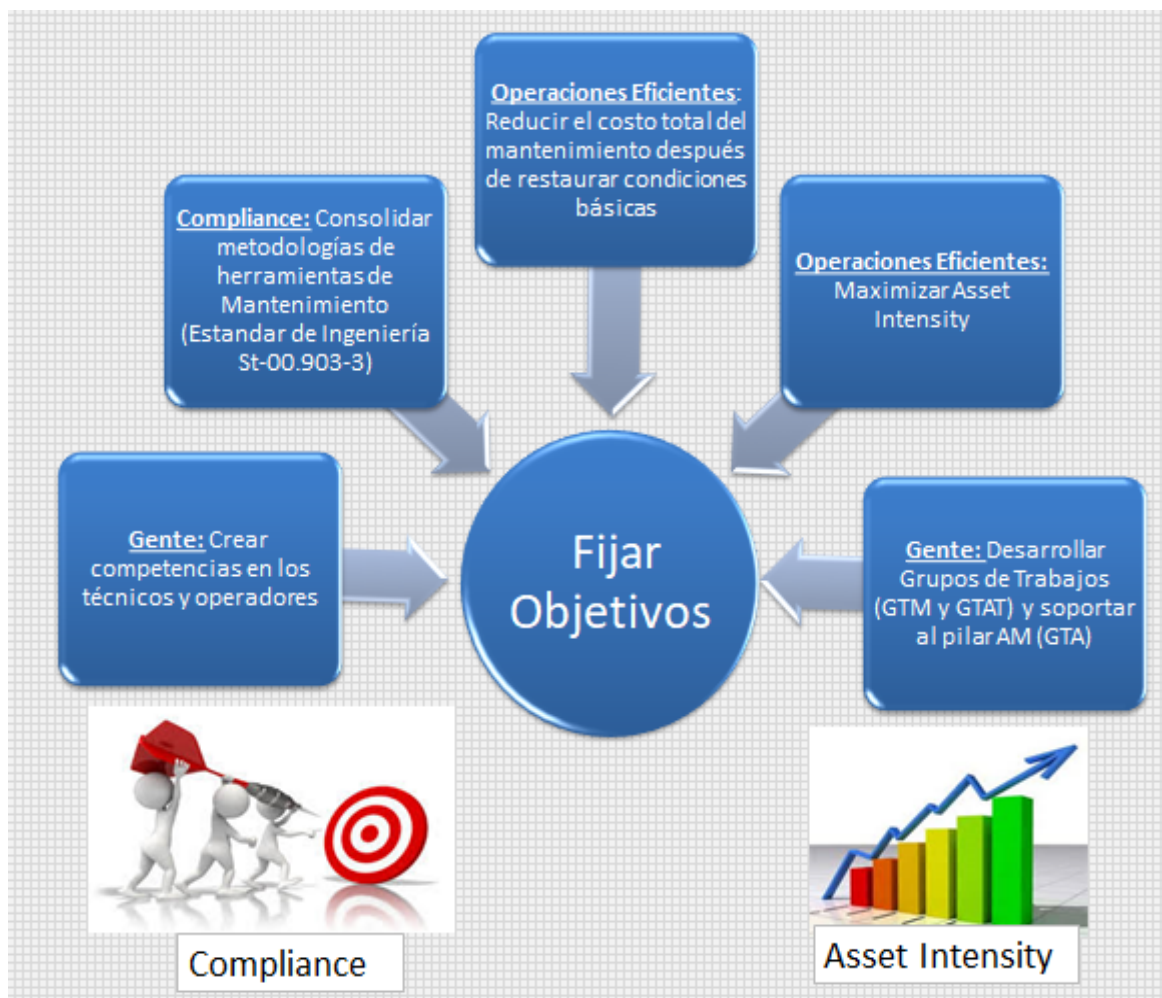 Operaciones Eficientes:
Reducir el costo total del
mantenimiento después
de restaurar condiciones
básicas
Compliance: Consolidar
metodologías de
herramientas de
Mantenimiento
(Estandar de Ingeniería
St-00.903-3)
Operaciones Eficientes:
Maximizar Asset
Intensity
Gente: Crear
competencias en los
técnicos y operadores
Fijar
Objetivos
Gente: Desarrollar
Grupos de Trabajos
(GTM y GTAT) y soportar
al pilar AM (GTA)
Compliance
Asset Intensity